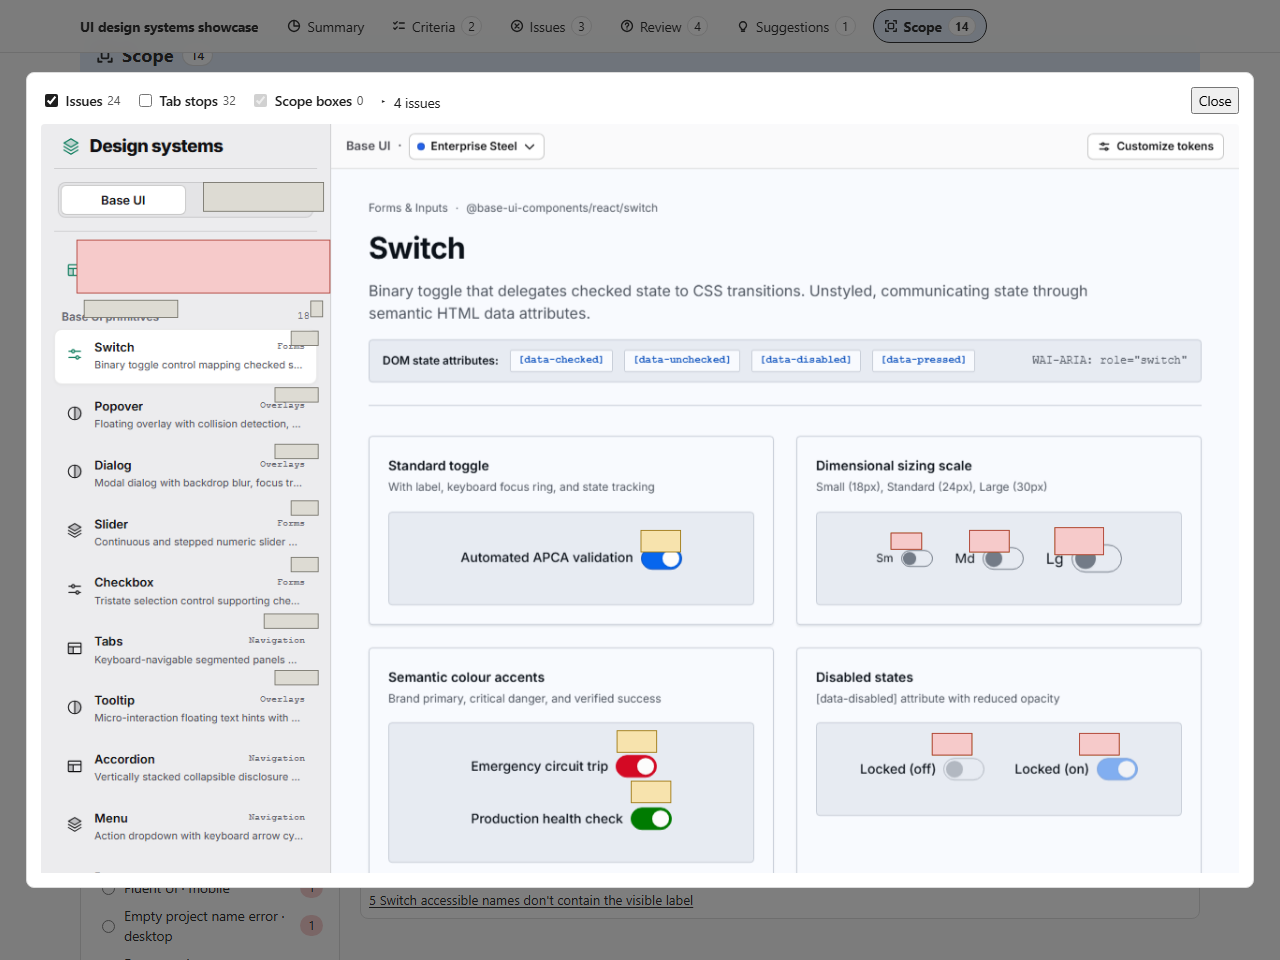 UI design systems showcase
Summary
Criteria 2
Issues 3
Review 4
Suggestions 1
Scope 14
Scope 14
Issues 24
Tab stops 32
Scope boxes 0
4 issues
Close
Design systems
Base UI
Base UI primitives
18
Switch
Forms
Binary toggle control mapping checked s...
Popover
Overlays
Floating overlay with collision detection, ...
Dialog
Overlays
Modal dialog with backdrop blur, focus tr...
Slider
Forms
Continuous and stepped numeric slider ...
Checkbox
Forms
Tristate selection control supporting che...
Tabs
Navigation
Keyboard-navigable segmented panels ...
Tooltip
Overlays
Micro-interaction floating text hints with ...
Accordion
Navigation
Vertically stacked collapsible disclosure ...
Menu
Navigation
Action dropdown with keyboard arrow cy...
Base UI · Enterprise Steel
Customize tokens
Forms & Inputs · @base-ui-components/react/switch
Switch
Binary toggle that delegates checked state to CSS transitions. Unstyled, communicating state through
semantic HTML data attributes.
DOM state attributes: [data-checked] [data-unchecked] [data-disabled] [data-pressed] WAI-ARIA: role="switch"
Standard toggle
With label, keyboard focus ring, and state tracking
Automated APCA validation
Dimensional sizing scale
Small (18px), Standard (24px), Large (30px)
Sm Md Lg
Semantic colour accents
Brand primary, critical danger, and verified success
Emergency circuit trip
Production health check
Disabled states
[data-disabled] attribute with reduced opacity
Locked (off) Locked (on)
Fluent UI · mobile 1
Empty project name error ·
desktop
1
5 Switch accessible names don't contain the visible label